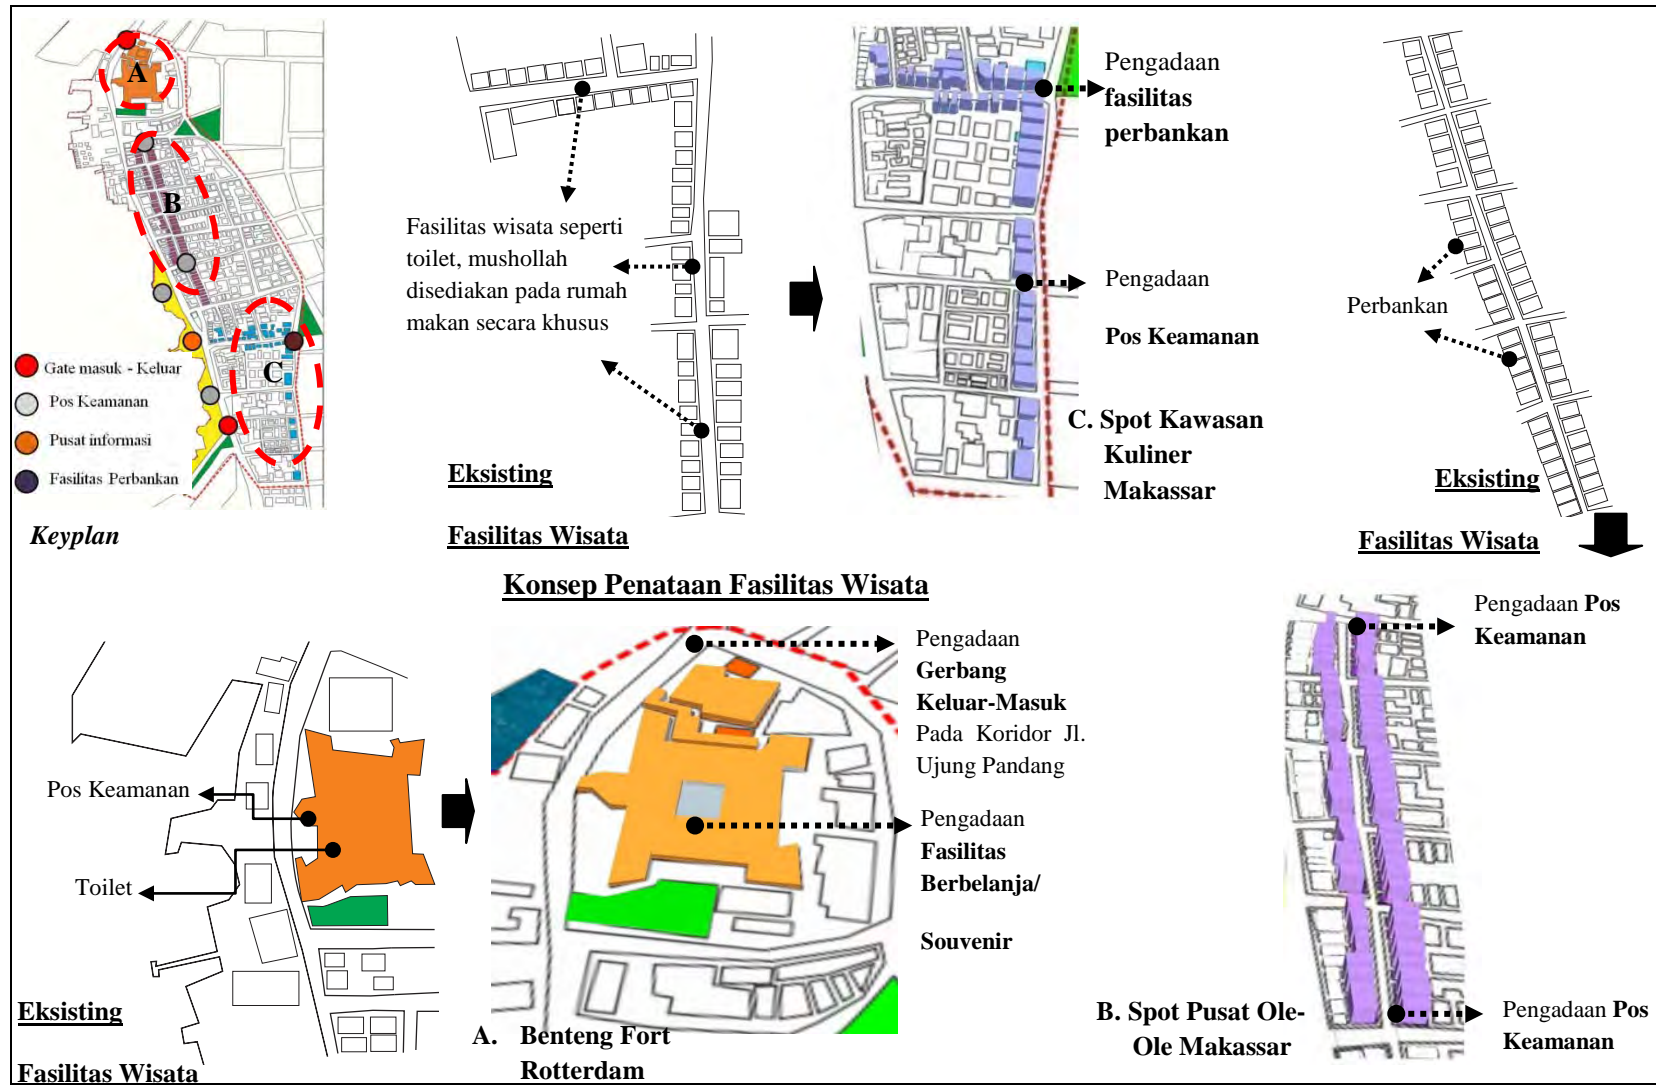 A
B
C
Gate masuk - Keluar
Pos Keamanan
Pusat informasi
Fasilitas Perbankan
Keyplan
Fasilitas wisata seperti
toilet, mushollah
disediakan pada rumah
makan secara khusus
Eksisting
Fasilitas Wisata
Pengadaan
fasilitas
perbankan
Pengadaan
Pos Keamanan
C. Spot Kawasan
Kuliner
Makassar
Perbankan
Eksisting
Fasilitas Wisata
Konsep Penataan Fasilitas Wisata
Pos Keamanan
Toilet
Eksisting
Fasilitas Wisata
Pengadaan
Gerbang
Keluar-Masuk
Pada Koridor Jl.
Ujung Pandang
Pengadaan
Fasilitas
Berbelanja/
Souvenir
A. Benteng Fort
Rotterdam
Pengadaan Pos
Keamanan
B. Spot Pusat Ole-
Ole Makassar
Pengadaan Pos
Keamanan